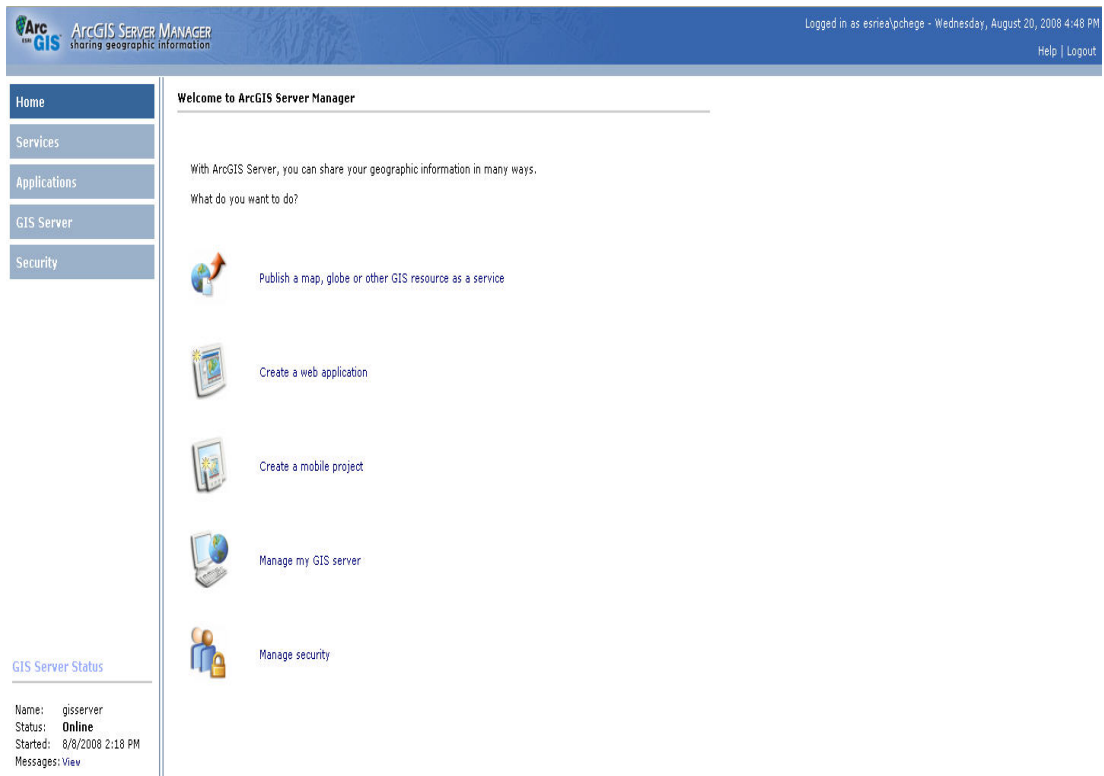 Arc
ESRI GIS
ArcGIS Server Manager
sharing geographic information
Logged in as esriea\pchege - Wednesday, August 20, 2008 4:48 PM
Help | Logout
Home
Services
Applications
GIS Server
Security
Welcome to ArcGIS Server Manager
With ArcGIS Server, you can share your geographic information in many ways.
What do you want to do?
Publish a map, globe or other GIS resource as a service
Create a web application
Create a mobile project
Manage my GIS server
Manage security
GIS Server Status
Name: gisserver
Status: Online
Started: 8/8/2008 2:18 PM
Messages: View